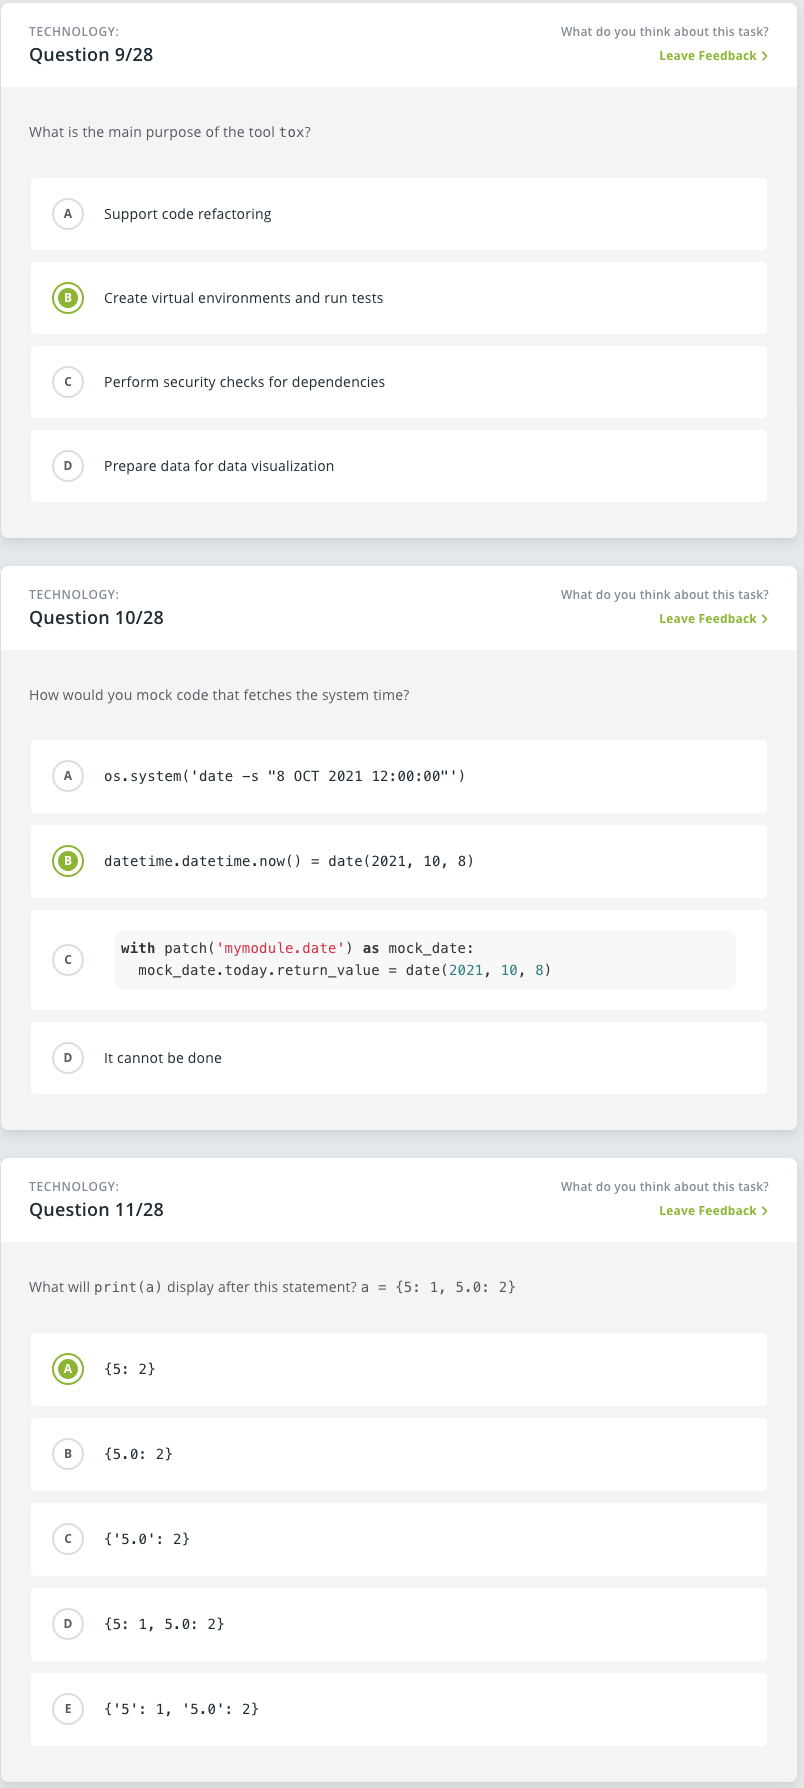 TECHNOLOGY:
What do you think about this task?
Question 9/28
Leave Feedback >
What is the main purpose of the tool tox?
A Support code refactoring
B Create virtual environments and run tests
C Perform security checks for dependencies
D Prepare data for data visualization
TECHNOLOGY:
What do you think about this task?
Question 10/28
Leave Feedback >
How would you mock code that fetches the system time?
A os.system('date –s "8 OCT 2021 12:00:00"')
B datetime.datetime.now() = date(2021, 10, 8)
C with patch('mymodule.date') as mock_date:
mock_date.today.return_value = date(2021, 10, 8)
D It cannot be done
TECHNOLOGY:
What do you think about this task?
Question 11/28
Leave Feedback >
What will print(a) display after this statement? a = {5: 1, 5.0: 2}
A {5: 2}
B {5.0: 2}
C {'5.0': 2}
D {5: 1, 5.0: 2}
E {'5': 1, '5.0': 2}